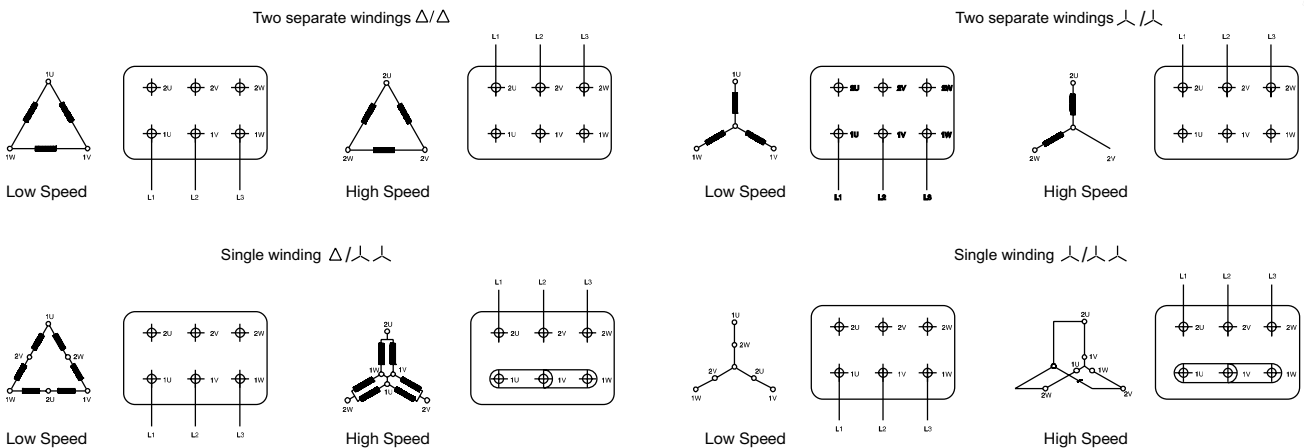 Two separate windings Δ/Δ
1U
1W 1V
Low Speed
2U 2V 2W
1U 1V 1W
L1 L2 L3
2U
2W 2V
High Speed
L1 L2 L3
2U 2V 2W
1U 1V 1W
Two separate windings
1U
1W 1V
Low Speed
2U 2V 2W
1U 1V 1W
L1 L2 L3
2U
2W 2V
High Speed
L1 L2 L3
2U 2V 2W
1U 1V 1W
Single winding Δ/
1U
2V 2W
1W 2U 1V
Low Speed
2U 2V 2W
1U 1V 1W
L1 L2 L3
2U
1W 1V
1U
2W 2V
High Speed
L1 L2 L3
2U 2V 2W
1U 1V 1W
Single winding /
1U
2W
2V 2U
1W 1V
Low Speed
2U 2V 2W
1U 1V 1W
L1 L2 L3
2U
1V
1U 1W
2W 2V
High Speed
L1 L2 L3
2U 2V 2W
1U 1V 1W